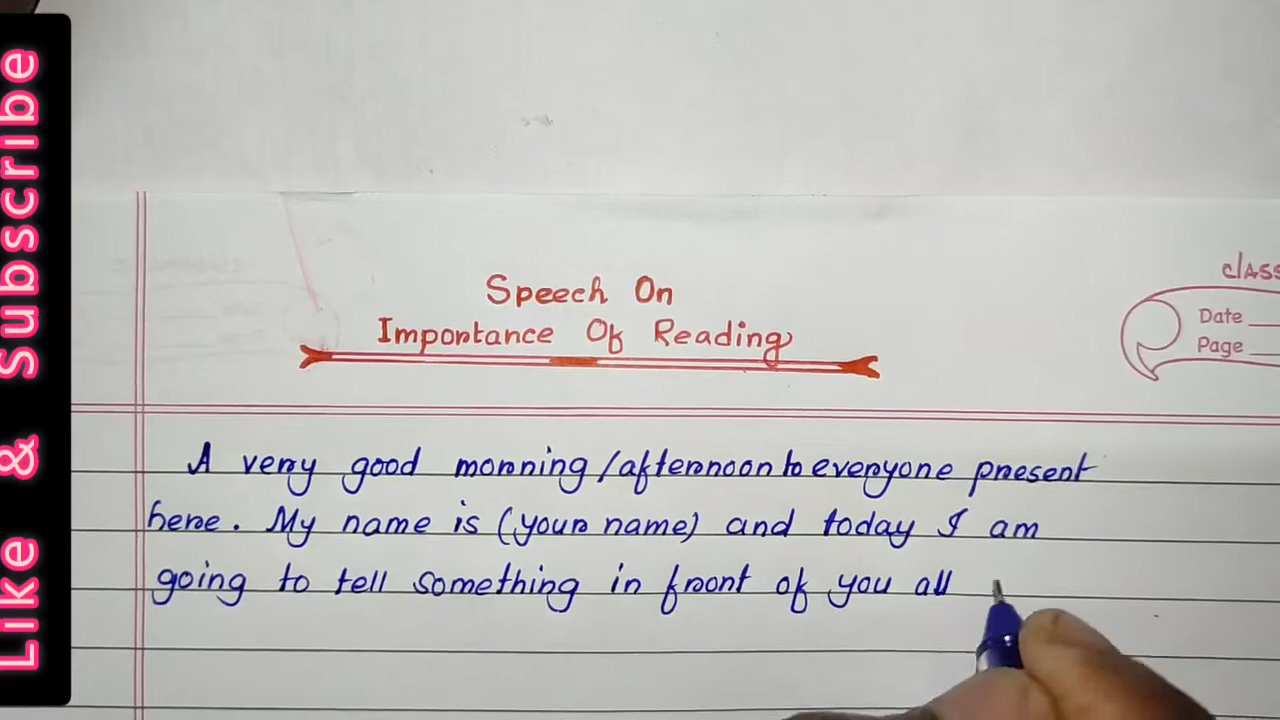 Like & Subscribe
Speech On
Importance Of Reading
class
Date
Page
A very good morning/afternoon to everyone present
here. My name is (your name) and today I am
going to tell something in front of you all